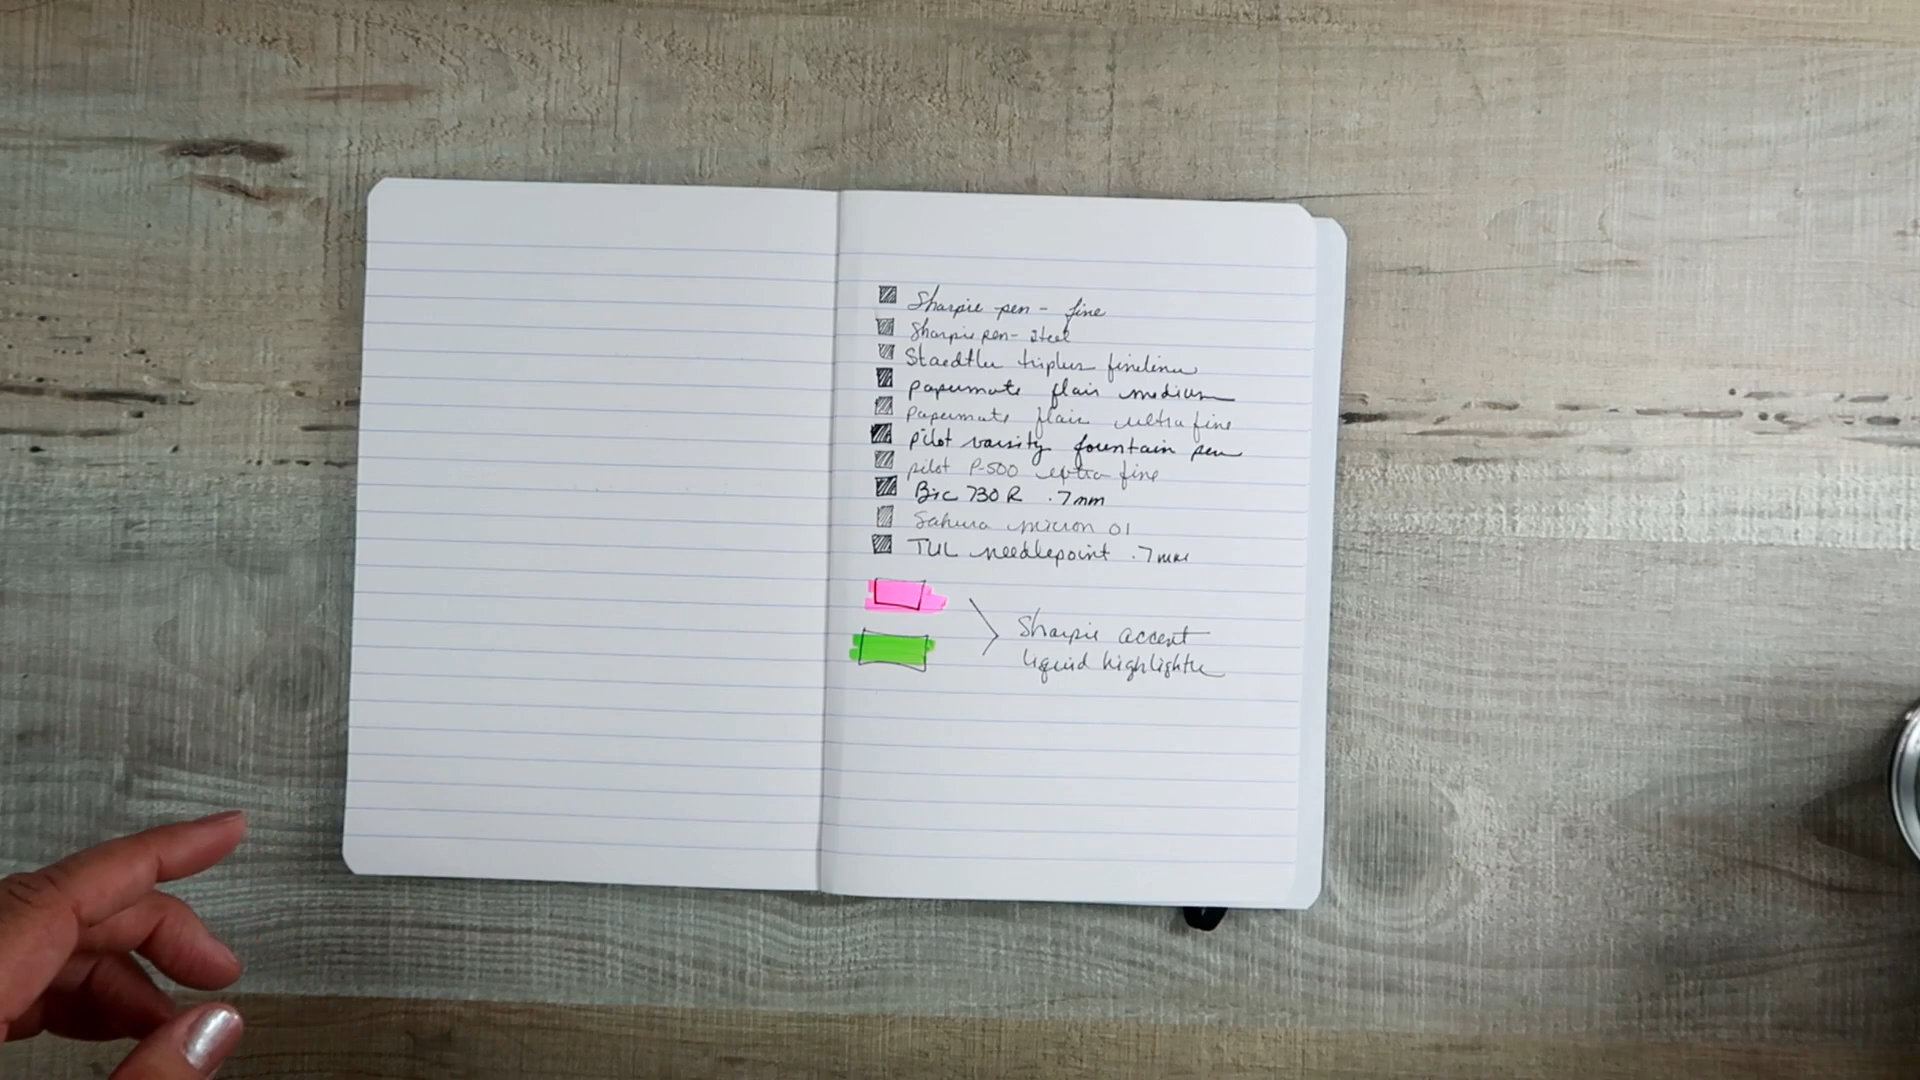 Sharpie pen - fine
Sharpie pen - steel
Staedtler triplus fineliner
papermate flair medium
papermate flair ultra fine
pilot varsity fountain pen
pilot P-500 extra fine
Bic 730 R .7mm
Sakura micron 01
TUL needlepoint .7mm
Sharpie accent
liquid highlighter